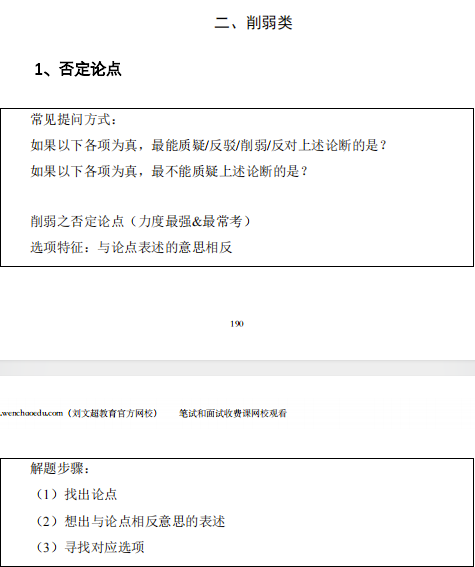 二、削弱类
1、否定论点
常见提问方式：
如果以下各项为真，最能质疑/反驳/削弱/反对上述论断的是？
如果以下各项为真，最不能质疑上述论断的是？
削弱之否定论点（力度最强&最常考）
选项特征：与论点表述的意思相反
190
.wenchaoedu.com（刘文超教育官方网校） 笔试和面试收费课网校观看
解题步骤：
（1）找出论点
（2）想出与论点相反意思的表述
（3）寻找对应选项